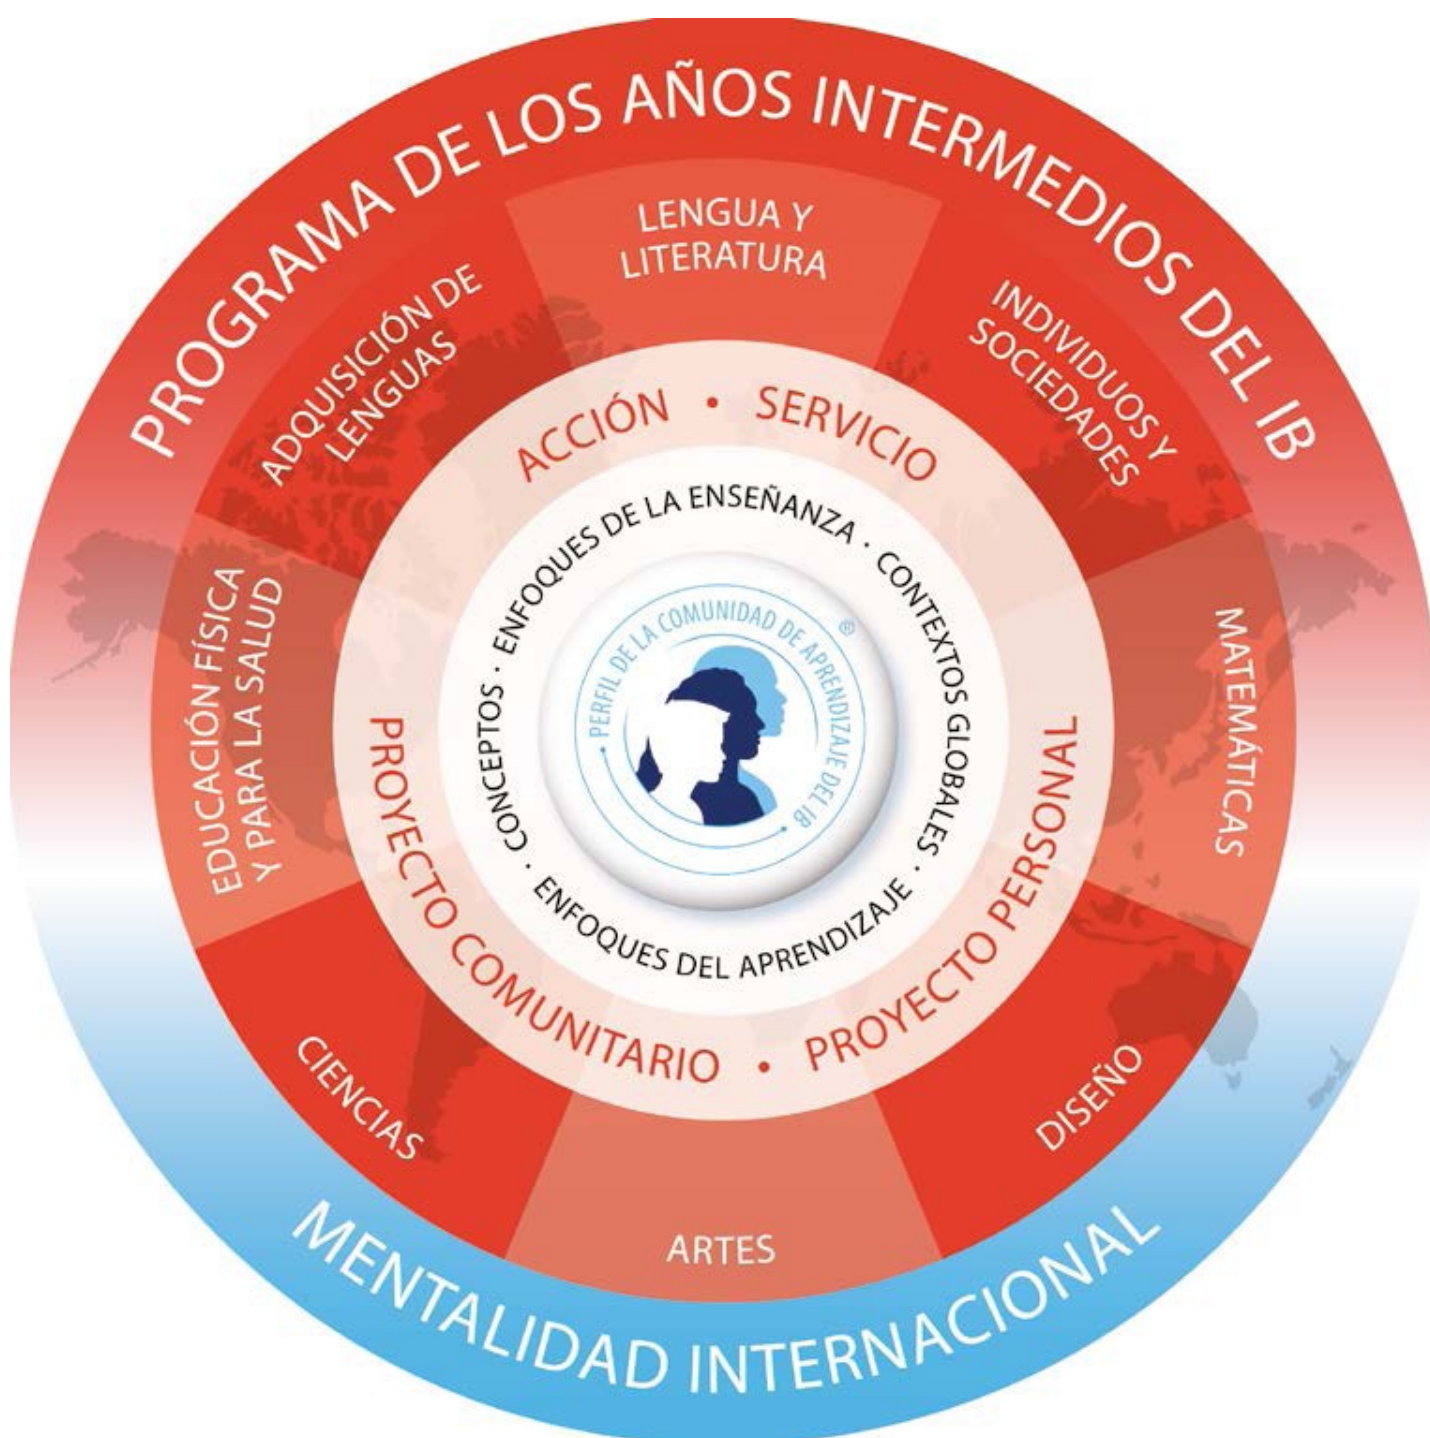 PROGRAMA DE LOS AÑOS INTERMEDIOS DEL IB
LENGUA Y
LITERATURA
INDIVIDUOS Y
SOCIEDADES
MATEMÁTICAS
DISEÑO
ARTES
CIENCIAS
EDUCACIÓN FÍSICA
Y PARA LA SALUD
ADQUISICIÓN DE
LENGUAS
ACCIÓN • SERVICIO
PROYECTO COMUNITARIO • PROYECTO PERSONAL
ENFOQUES DE LA ENSEÑANZA · CONTEXTOS GLOBALES · ENFOQUES DEL APRENDIZAJE · CONCEPTOS ·
• PERFIL DE LA COMUNIDAD DE APRENDIZAJE DEL IB •
®
MENTALIDAD INTERNACIONAL